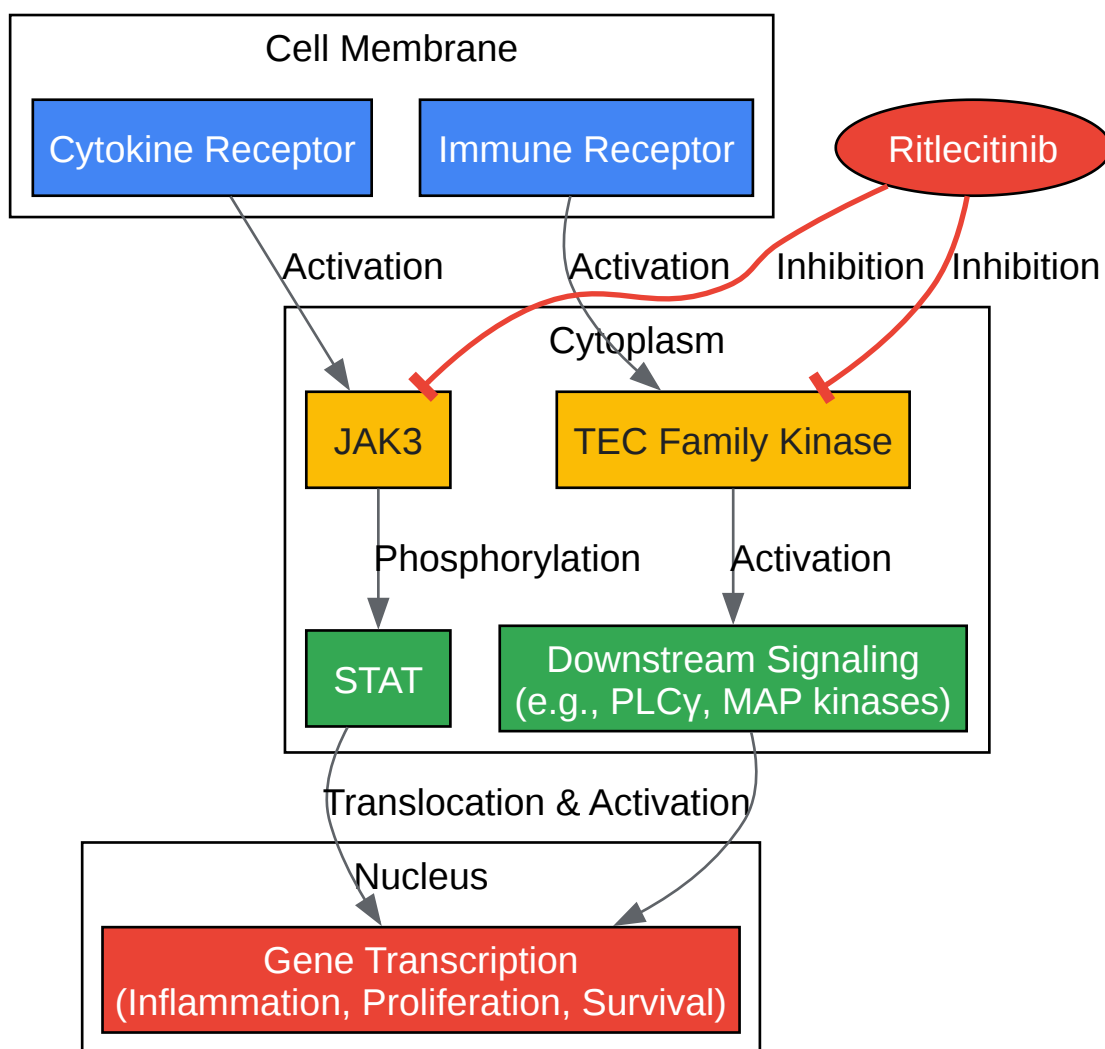 Cell Membrane
Cytokine Receptor
Immune Receptor
Ritlecitinib
Activation
Activation
Inhibition
Inhibition
Cytoplasm
JAK3
TEC Family Kinase
Phosphorylation
Activation
STAT
Downstream Signaling
(e.g., PLCγ, MAP kinases)
Translocation & Activation
Nucleus
Gene Transcription
(Inflammation, Proliferation, Survival)